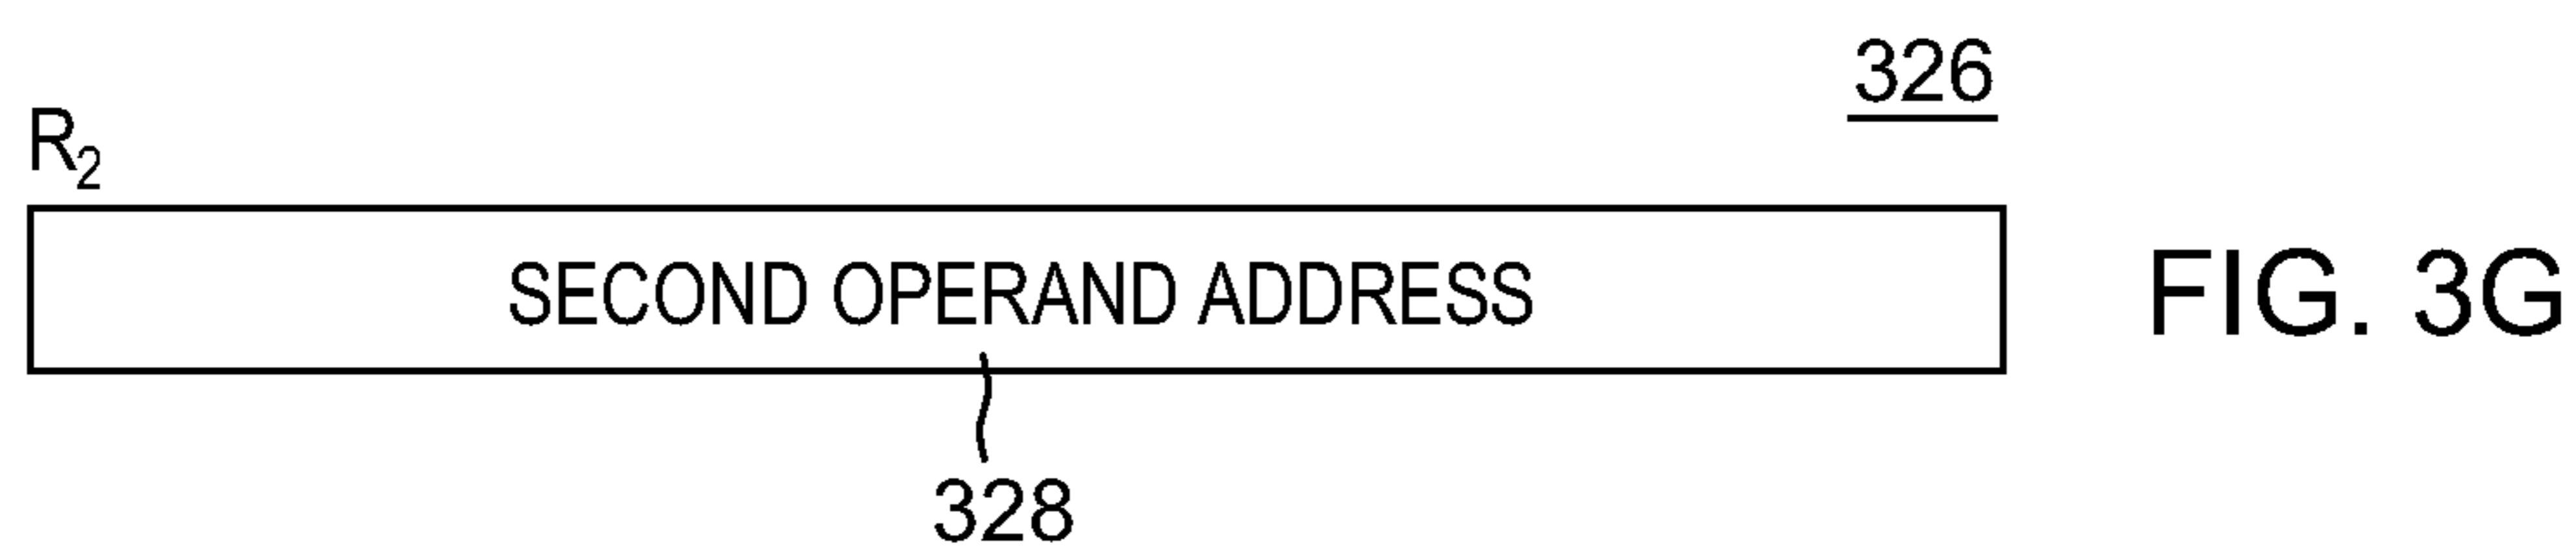 326
R₂
SECOND OPERAND ADDRESS
FIG. 3G
328